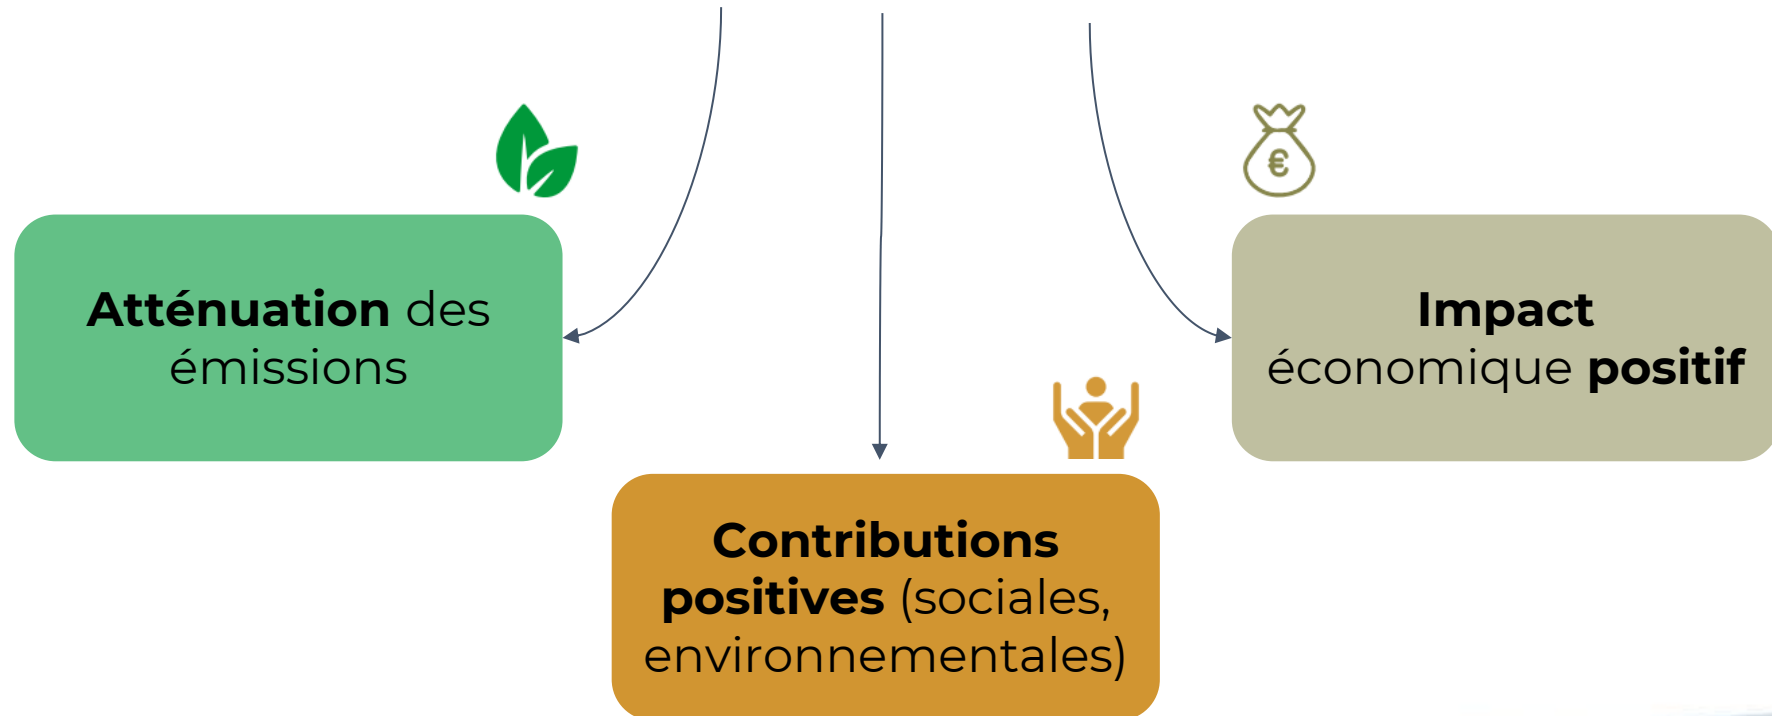 €
Atténuation des
émissions
Impact
économique positif
Contributions
positives (sociales,
environnementales)